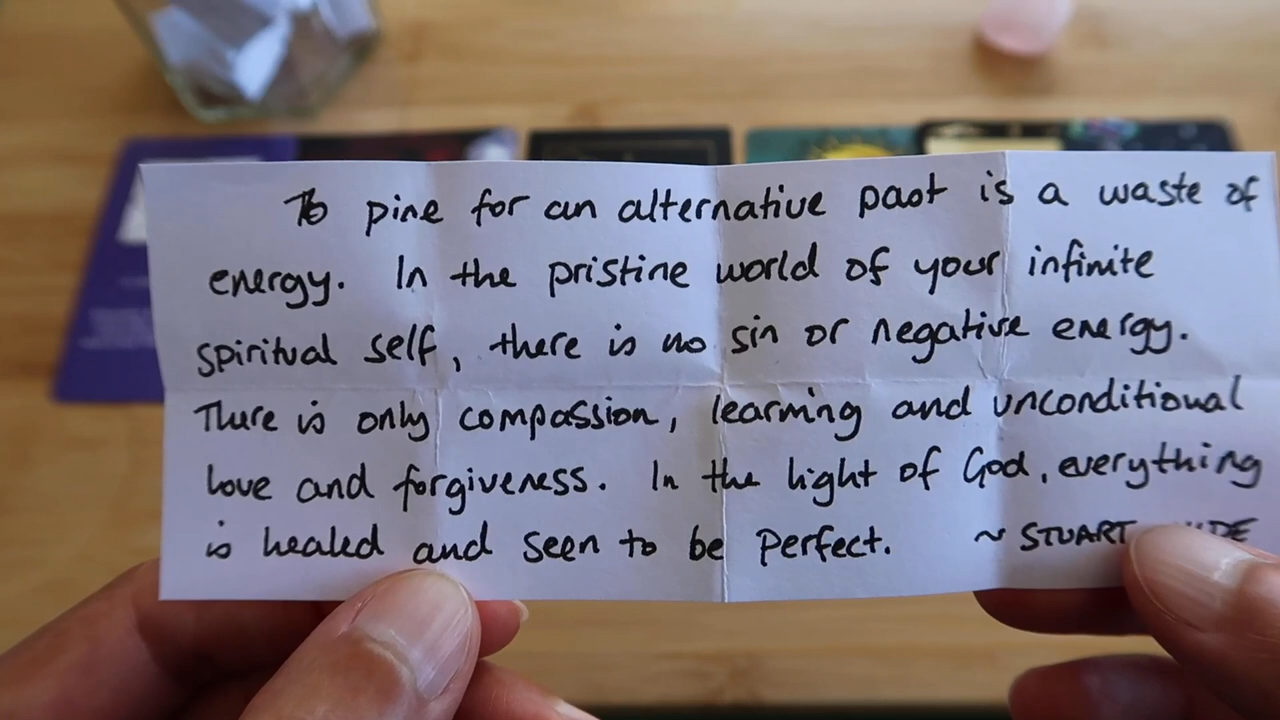 To pine for an alternative past is a waste of
energy. In the pristine world of your infinite
spiritual self, there is no sin or negative energy.
There is only compassion, learning and unconditional
love and forgiveness. In the light of God, everything
is healed and seen to be perfect. ~ STUART